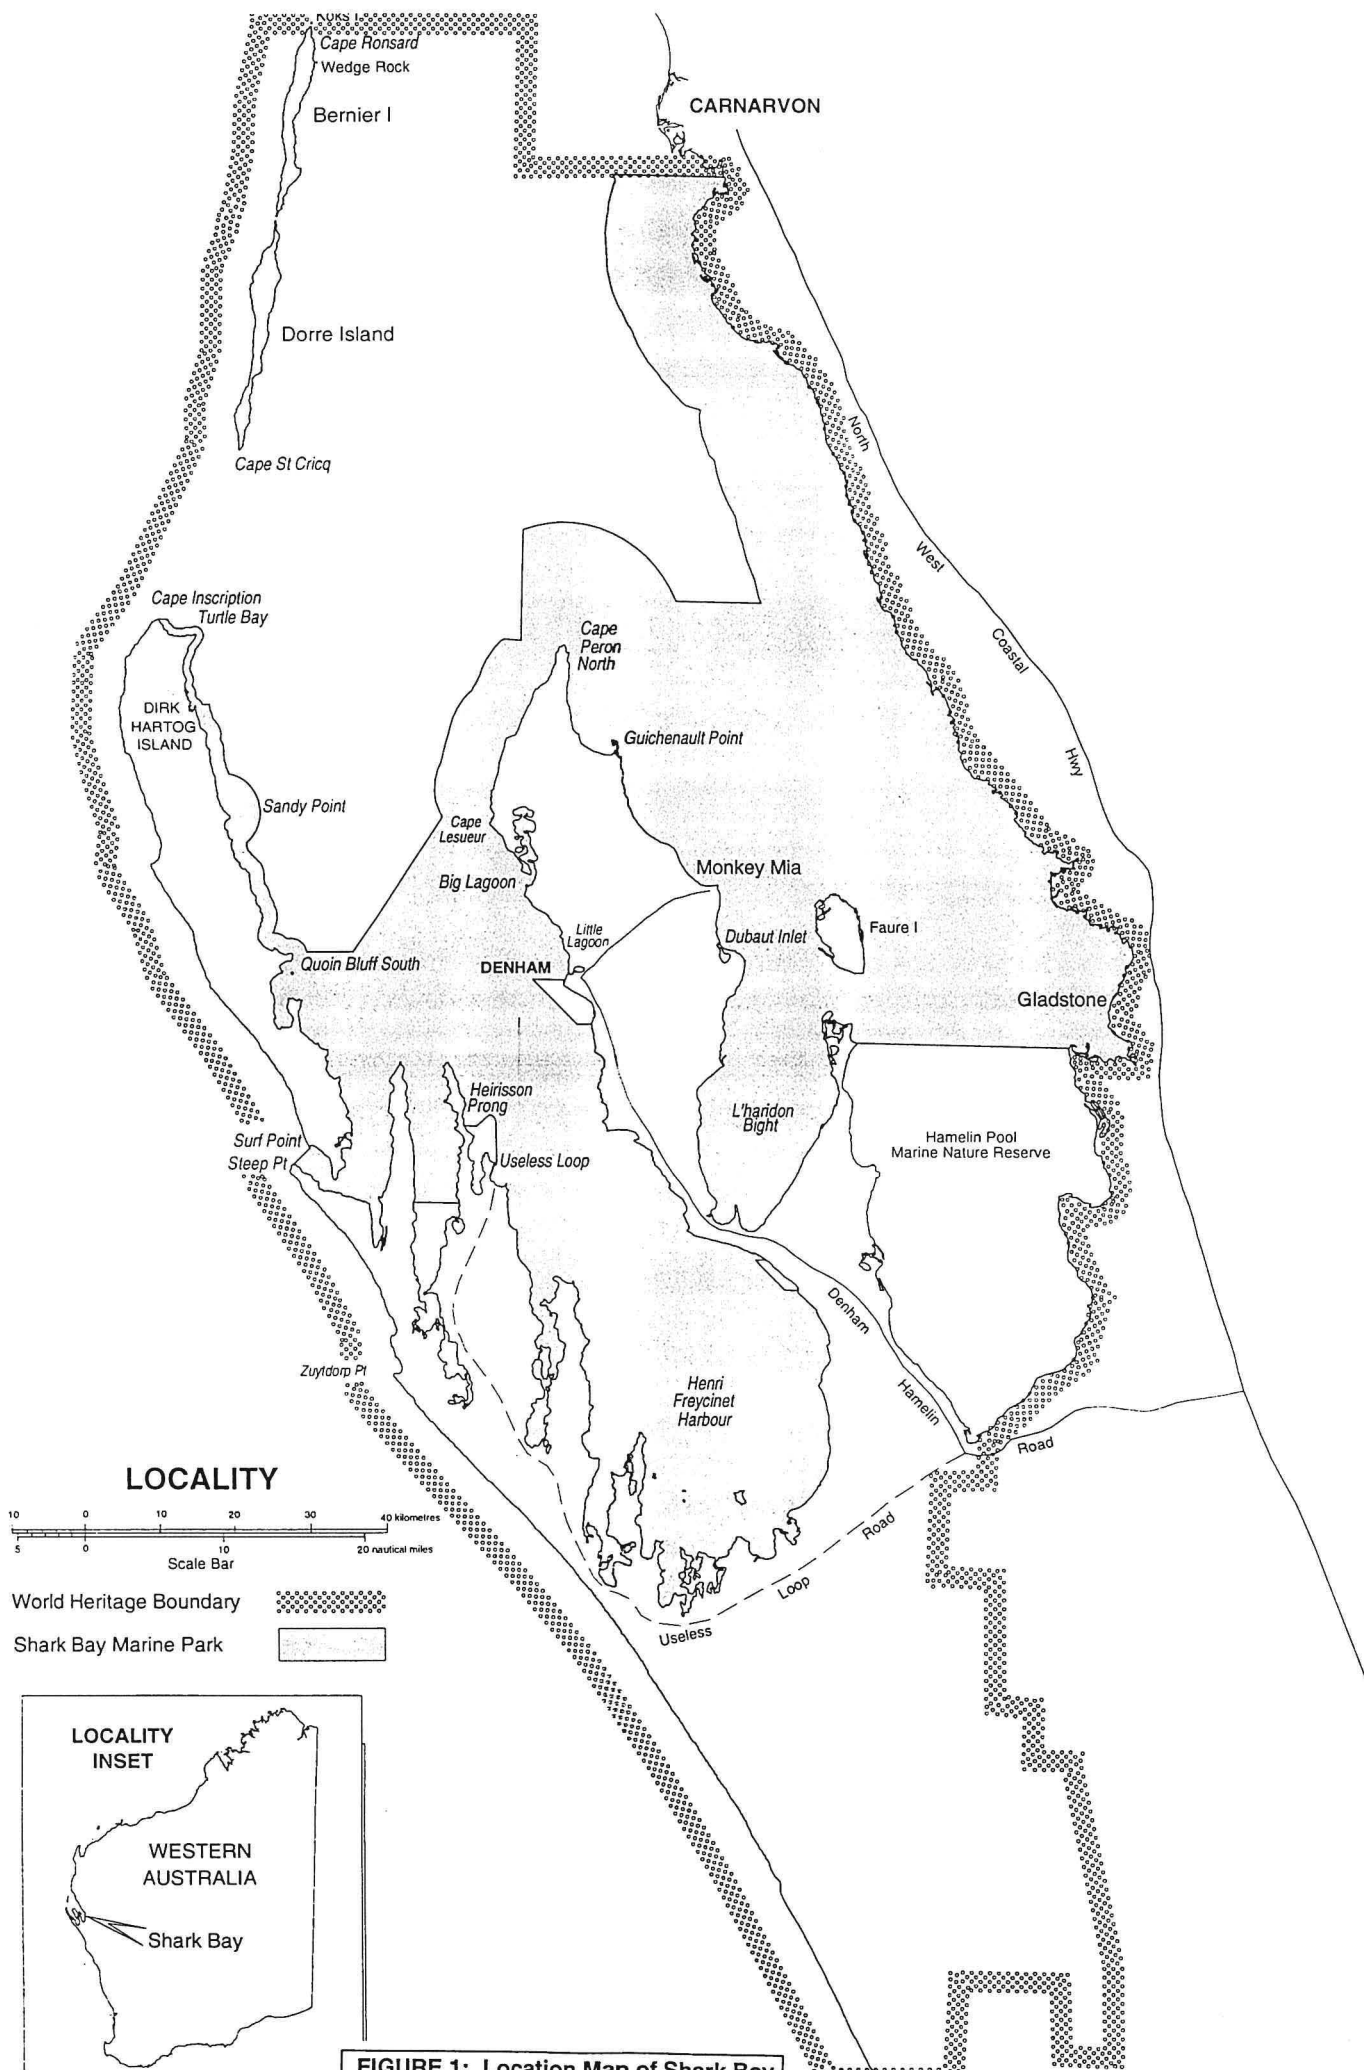 Koks I
Cape Ronsard
Wedge Rock
Bernier I
CARNARVON
Dorre Island
Cape St Cricq
North
West
Coastal
Hwy
Cape Inscription
Turtle Bay
DIRK
HARTOG
ISLAND
Sandy Point
Cape
Peron
North
Guichenault Point
Cape
Lesueur
Big Lagoon
Monkey Mia
Little
Lagoon
DENHAM
Dubaut Inlet
Faure I
Quoin Bluff South
Gladstone
Heirisson
Prong
L'haridon
Bight
Hamelin Pool
Marine Nature Reserve
Surf Point
Steep Pt
Useless Loop
Zuytdorp Pt
Denham
Hamelin
Road
Henri
Freycinet
Harbour
Useless
Loop
Road
LOCALITY
10 0 10 20 30 40 kilometres
5 0 10 20 nautical miles
Scale Bar
World Heritage Boundary
Shark Bay Marine Park
LOCALITY
INSET
WESTERN
AUSTRALIA
Shark Bay
FIGURE 1: Location Map of Shark Bay